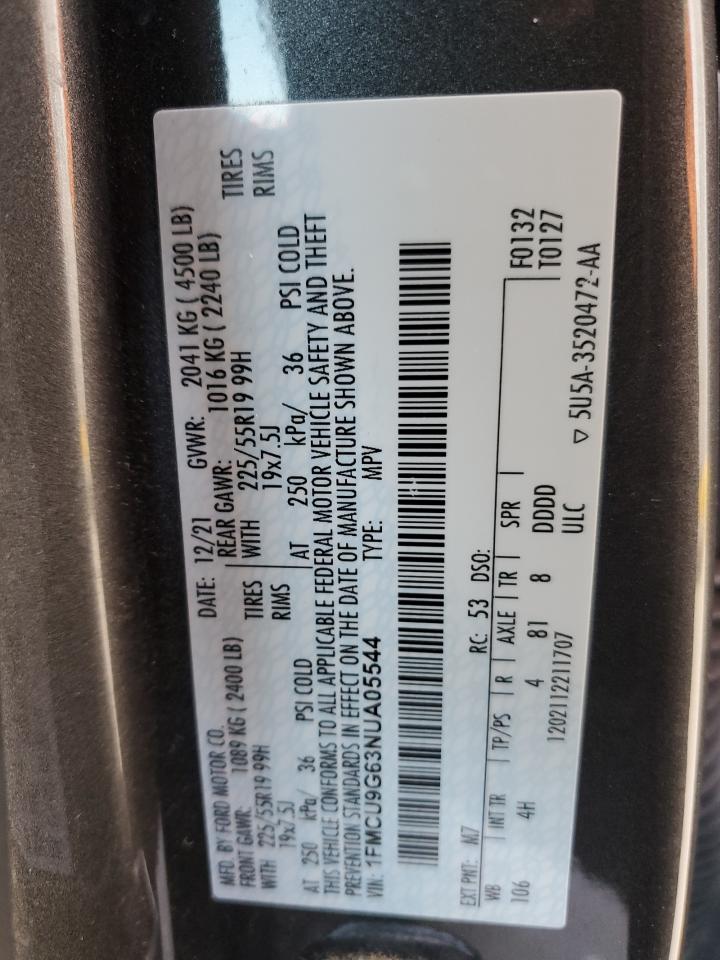 MFD. BY FORD MOTOR CO.
DATE: 12/21 GVWR: 2041 KG ( 4500 LB)
FRONT GAWR: 1089 KG ( 2400 LB) REAR GAWR: 1016 KG ( 2240 LB)
WITH 225/55R19 99H TIRES WITH 225/55R19 99H TIRES
19x7.5J RIMS 19x7.5J RIMS
AT 250 kPa/ 36 PSI COLD AT 250 kPa/ 36 PSI COLD
THIS VEHICLE CONFORMS TO ALL APPLICABLE FEDERAL MOTOR VEHICLE SAFETY AND THEFT
PREVENTION STANDARDS IN EFFECT ON THE DATE OF MANUFACTURE SHOWN ABOVE.
VIN: 1FMCU9G63NUA05544 TYPE: MPV
EXT PNT: M7 RC: 53 DSO:
WB INT TR TP/PS R AXLE TR SPR F0132
106 4H 4 81 8 DDDD T0127
ULC
1202112211707 ▽ 5U5A-3520472-AA